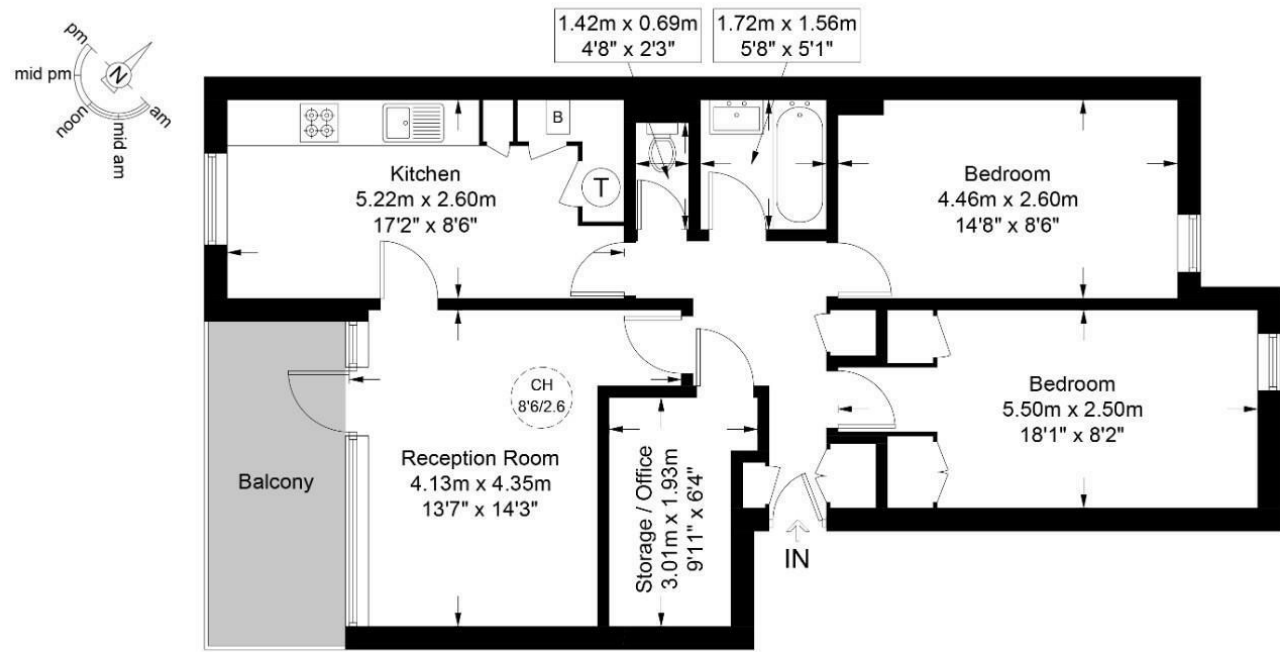 1.42m x 0.69m
4'8" x 2'3"
1.72m x 1.56m
5'8" x 5'1"
pm
mid pm
noon
mid am
am
N
B
T
Kitchen
5.22m x 2.60m
17'2" x 8'6"
Bedroom
4.46m x 2.60m
14'8" x 8'6"
CH
8'6/2.6
Bedroom
5.50m x 2.50m
18'1" x 8'2"
Balcony
Reception Room
4.13m x 4.35m
13'7" x 14'3"
Storage / Office
3.01m x 1.93m
9'11" x 6'4"
IN